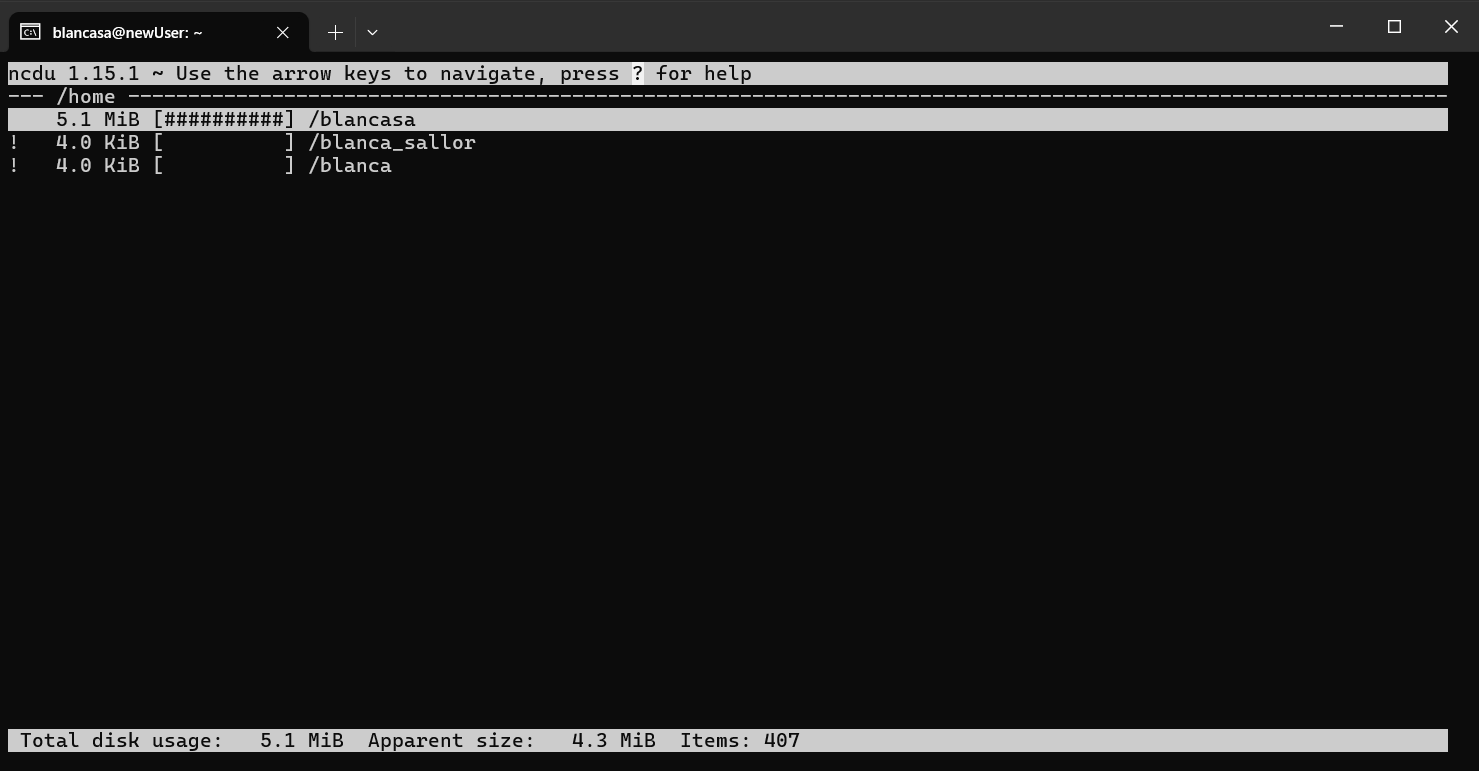 blancasa@newUser: ~
ncdu 1.15.1 ~ Use the arrow keys to navigate, press ? for help
--- /home --------------------------------------------------------------------------------------------------------------
    5.1 MiB [##########] /blancasa
!   4.0 KiB [          ] /blanca_sallor
!   4.0 KiB [          ] /blanca
Total disk usage:   5.1 MiB  Apparent size:   4.3 MiB  Items: 407